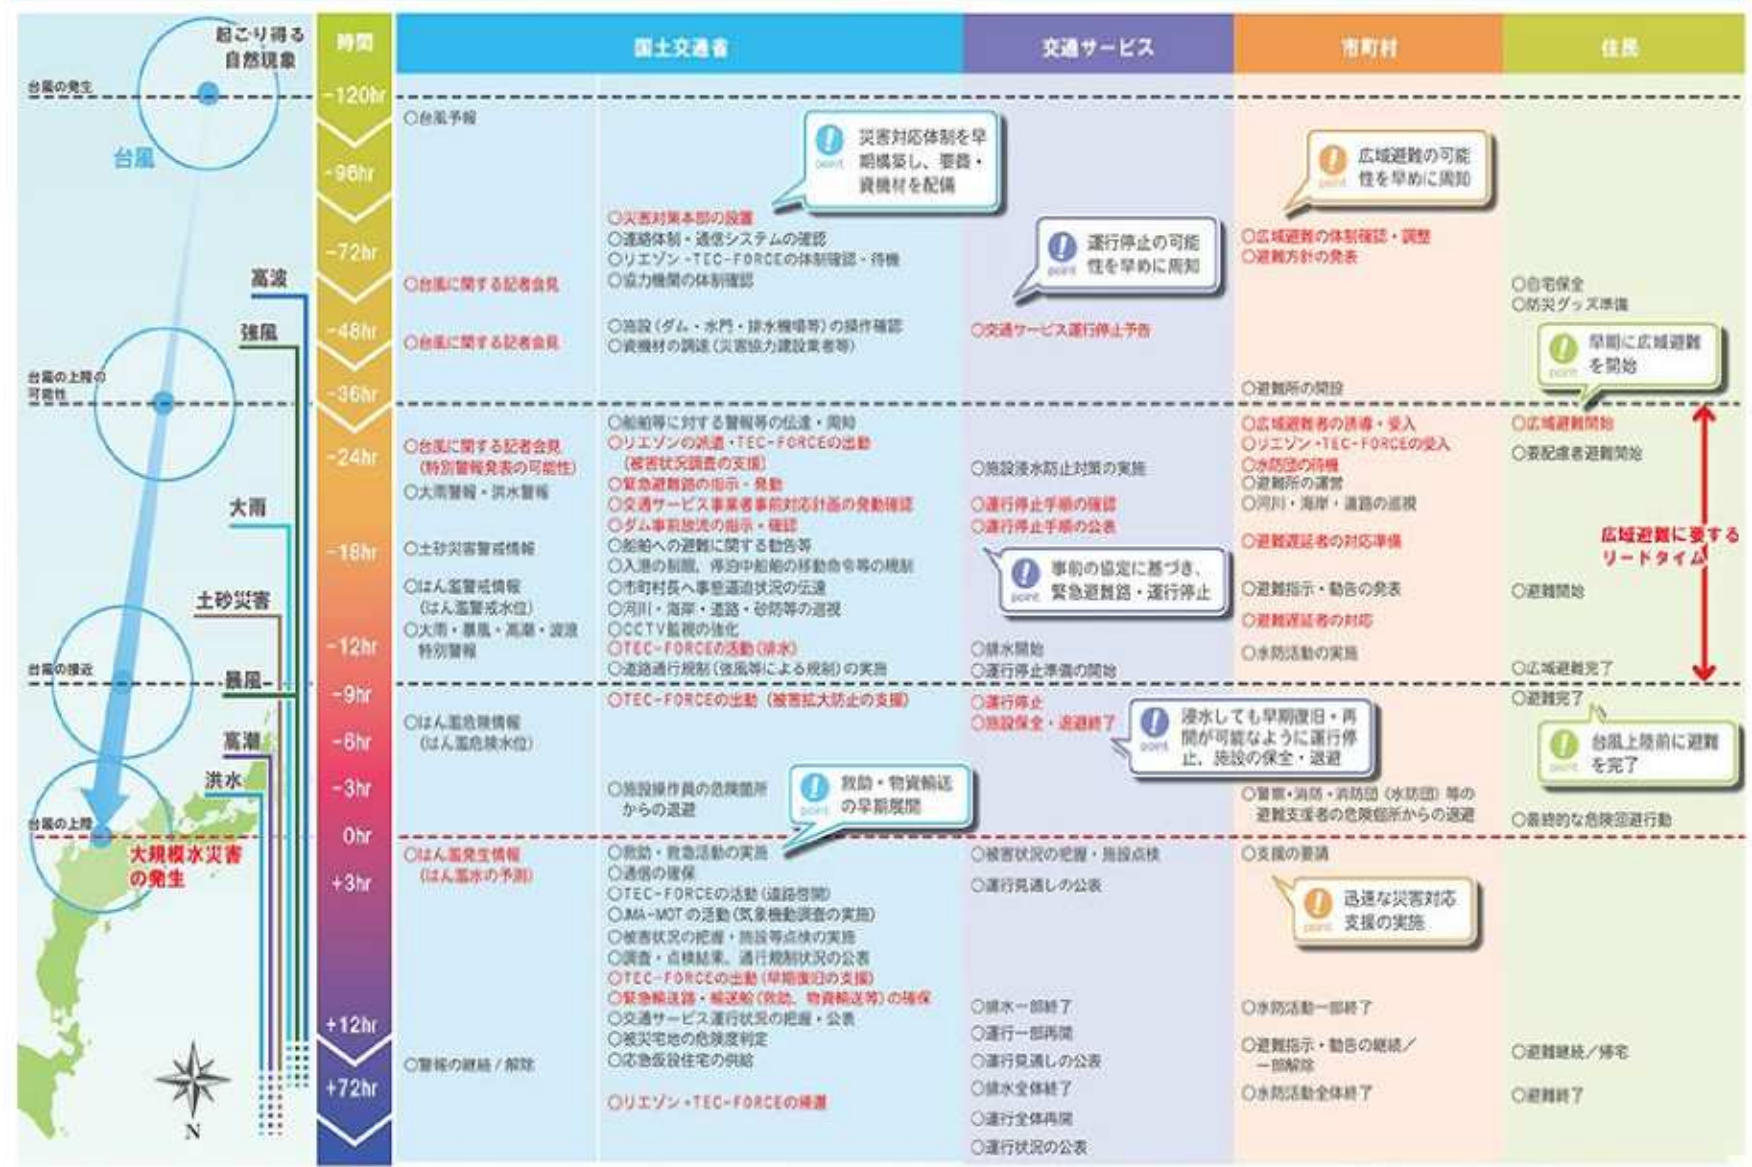 起こり得る
自然現象
時間
国土交通省
交通サービス
市町村
住民
台風の発生
台風
高波
強風
台風の上陸の
可能性
大雨
土砂災害
台風の接近
暴風
高潮
洪水
台風の上陸
大規模水災害
の発生
N
-120hr
-96hr
-72hr
-48hr
-36hr
-24hr
-18hr
-12hr
-9hr
-6hr
-3hr
0hr
+3hr
+12hr
+72hr
○台風予報
○台風に関する記者会見
○台風に関する記者会見
○台風に関する記者会見
(特別警報発表の可能性)
○大雨警報・洪水警報
○土砂災害警戒情報
○はん濫警戒情報
(はん濫警戒水位)
○大雨・暴風・高潮・波浪
特別警報
○はん濫危険情報
(はん濫危険水位)
○はん濫発生情報
(はん濫水の予測)
○警報の継続/解除
! point
災害対応体制を早
期構築し、要員・
資機材を配備
○災害対策本部の設置
○連絡体制・通信システムの確認
○リエゾン・TEC-FORCEの体制確認・待機
○協力機関の体制確認
○施設(ダム・水門・排水機場等)の操作確認
○資機材の調達(災害協力建設業者等)
○船舶等に対する警報等の伝達・周知
○リエゾンの派遣・TEC-FORCEの出動
(被害状況調査の支援)
○緊急避難路の指示・発動
○交通サービス事業者事前対応計画の発動確認
○ダム事前放流の指示・確認
○船舶への避難に関する勧告等
○入港の制限、停泊中船舶の移動命令等の規制
○市町村長へ事態逼迫状況の伝達
○河川・海岸・道路・砂防等の巡視
○CCTV監視の強化
○TEC-FORCEの活動(排水)
○道路通行規制(強風等による規制)の実施
○TEC-FORCEの出動(被害拡大防止の支援)
○施設操作員の危険箇所
からの退避
! point
救助・物資輸送
の早期展開
○救助・救急活動の実施
○通信の確保
○TEC-FORCEの活動(道路啓開)
○JMA-MOTの活動(気象機動調査の実施)
○被害状況の把握・施設等点検の実施
○調査・点検結果、通行規制状況の公表
○TEC-FORCEの出動(早期復旧の支援)
○緊急輸送路・輸送船(救助、物資輸送等)の確保
○交通サービス運行状況の把握・公表
○被災宅地の危険度判定
○応急仮設住宅の供給
○リエゾン・TEC-FORCEの帰還
! point
運行停止の可能
性を早めに周知
○交通サービス運行停止予告
○施設浸水防止対策の実施
○運行停止手順の確認
○運行停止手順の公表
! point
事前の協定に基づき、
緊急避難路・運行停止
○排水開始
○運行停止準備の開始
○運行停止
○施設保全・退避終了
! point
浸水しても早期復旧・再
開が可能なように運行停
止、施設の保全・退避
○被害状況の把握・施設点検
○運行見通しの公表
○排水一部終了
○運行一部再開
○運行見通しの公表
○排水全体終了
○運行全体再開
○運行状況の公表
! point
広域避難の可能
性を早めに周知
○広域避難の体制確認・調整
○避難方針の発表
○避難所の開設
○広域避難者の誘導・受入
○リエゾン・TEC-FORCEの受入
○水防団の待機
○避難所の運営
○河川・海岸・道路の巡視
○避難遅延者の対応準備
○避難指示・勧告の発表
○避難遅延者の対応
○水防活動の実施
○警察・消防・消防団(水防団)等の
避難支援者の危険個所からの退避
○支援の要請
! point
迅速な災害対応
支援の実施
○水防活動一部終了
○避難指示・勧告の継続/
一部解除
○水防活動全体終了
○自宅保全
○防災グッズ準備
! point
早期に広域避難
を開始
○広域避難開始
○要配慮者避難開始
広域避難に要する
リードタイム
○避難開始
○広域避難完了
○避難完了
! point
台風上陸前に避難
を完了
○最終的な危険回避行動
○避難継続/帰宅
○避難終了